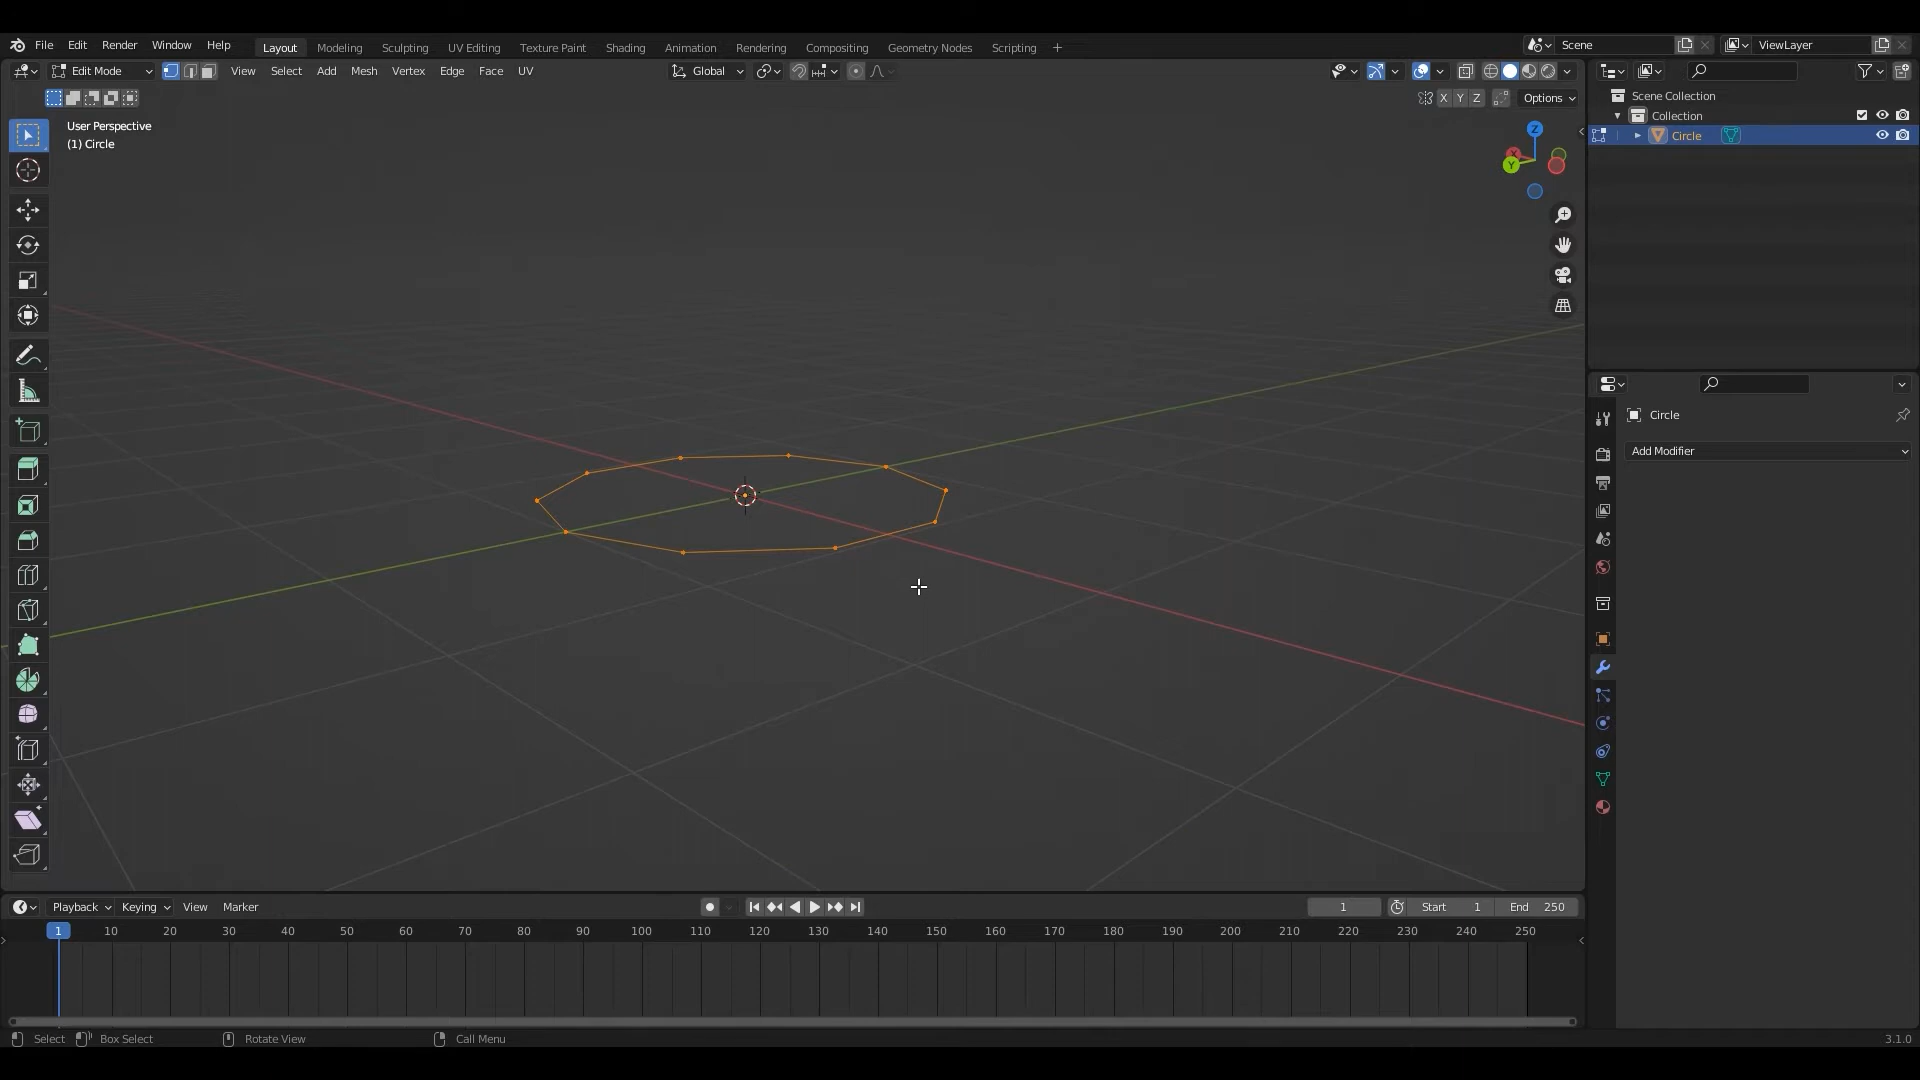 File Edit Render Window Help Layout Modeling Sculpting UV Editing Texture Paint Shading Animation Rendering Compositing Geometry Nodes Scripting + Scene ViewLayer
Edit Mode View Select Add Mesh Vertex Edge Face UV Global
X Y Z Options
User Perspective
(1) Circle
Z
X
Y
Scene Collection
Collection
Circle
Circle
Add Modifier
Playback Keying View Marker 1 Start 1 End 250
1 10 20 30 40 50 60 70 80 90 100 110 120 130 140 150 160 170 180 190 200 210 220 230 240 250
Select Box Select Rotate View Call Menu 3.1.0